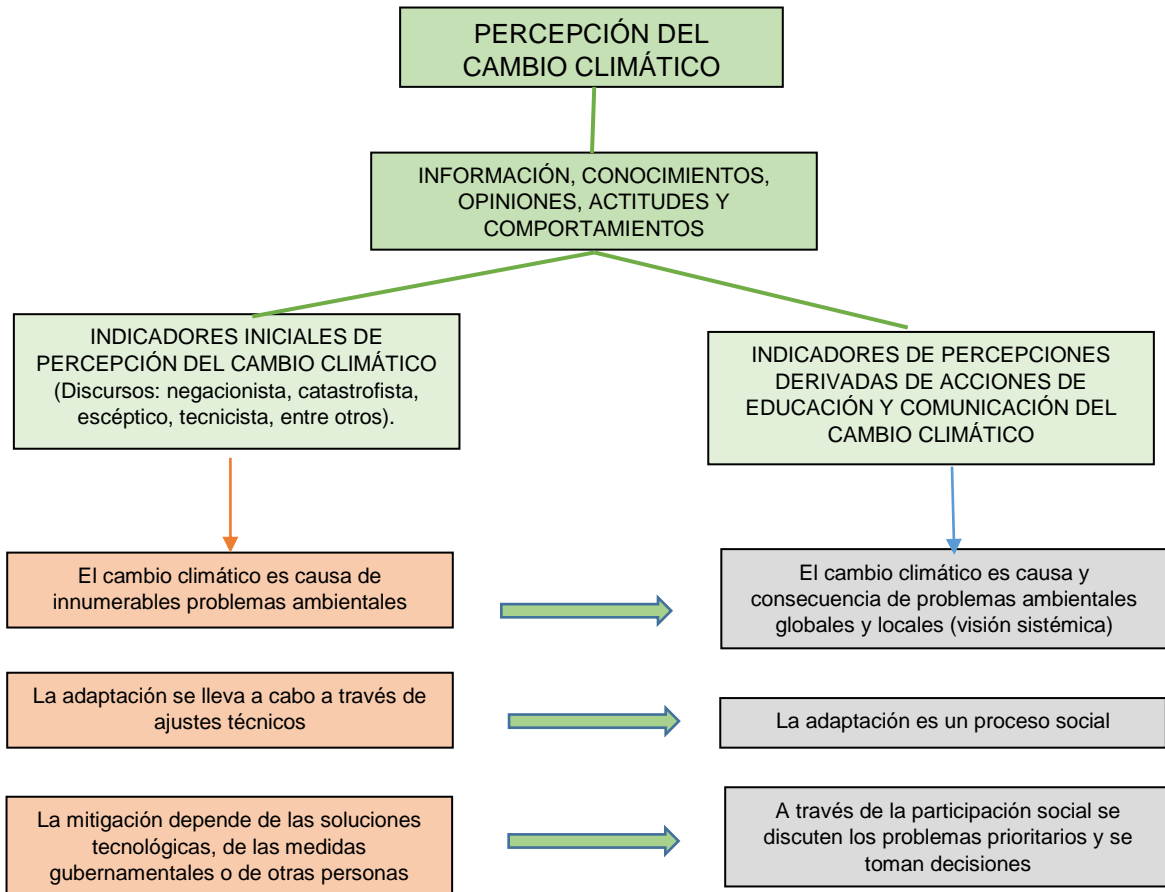 PERCEPCIÓN DEL
CAMBIO CLIMÁTICO
INFORMACIÓN, CONOCIMIENTOS,
OPINIONES, ACTITUDES Y
COMPORTAMIENTOS
INDICADORES INICIALES DE
PERCEPCIÓN DEL CAMBIO CLIMÁTICO
(Discursos: negacionista, catastrofista,
escéptico, tecnicista, entre otros).
INDICADORES DE PERCEPCIONES
DERIVADAS DE ACCIONES DE
EDUCACIÓN Y COMUNICACIÓN DEL
CAMBIO CLIMÁTICO
El cambio climático es causa de
innumerables problemas ambientales
El cambio climático es causa y
consecuencia de problemas ambientales
globales y locales (visión sistémica)
La adaptación se lleva a cabo a través de
ajustes técnicos
La adaptación es un proceso social
La mitigación depende de las soluciones
tecnológicas, de las medidas
gubernamentales o de otras personas
A través de la participación social se
discuten los problemas prioritarios y se
toman decisiones